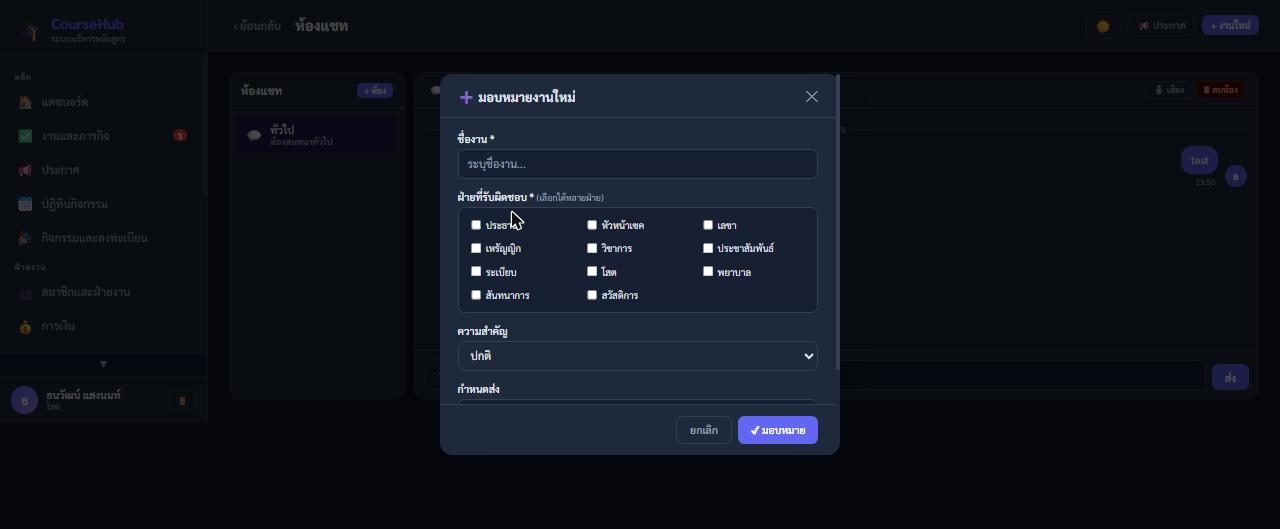 CourseHub
ระบบบริหารหลักสูตร
หลัก
แดชบอร์ด
งานและภารกิจ
3
ประกาศ
ปฏิทินกิจกรรม
กิจกรรมและลงทะเบียน
ฝ่ายงาน
สมาชิกและฝ่ายงาน
การเงิน
▼
ธ
ธนวัฒน์ แสงนนท์
โสต
‹ ย้อนกลับ
ห้องแชท
ประกาศ
+ งานใหม่
ห้องแชท
+ ห้อง
ทั่วไป
ห้องสนทนาทั่วไป
เสียง
ลบห้อง
test
23:50
ธ
ส่ง
มอบหมายงานใหม่
ชื่องาน *
ระบุชื่องาน...
ฝ่ายที่รับผิดชอบ * (เลือกได้หลายฝ่าย)
หัวหน้าเซค
เลขา
เหรัญญิก
วิชาการ
ประชาสัมพันธ์
ระเบียบ
โสต
พยาบาล
สันทนาการ
สวัสดิการ
ความสำคัญ
ปกติ
กำหนดส่ง
ยกเลิก
✓ มอบหมาย